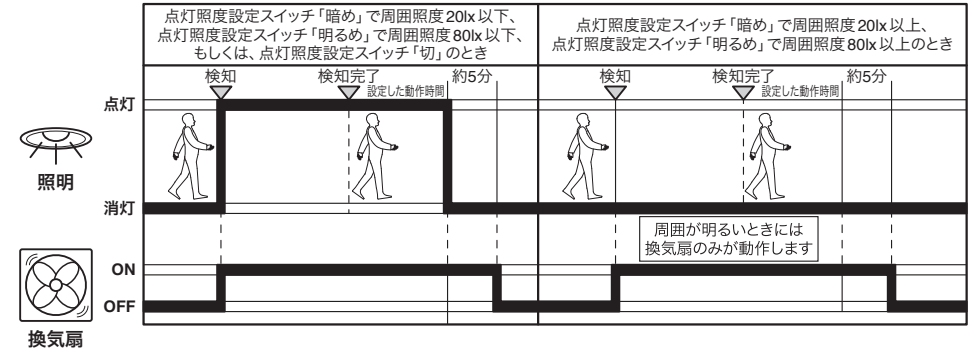 点灯照度設定スイッチ「暗め」で周囲照度20lx以下、
点灯照度設定スイッチ「明るめ」で周囲照度80lx以下、
もしくは、点灯照度設定スイッチ「切」のとき
点灯照度設定スイッチ「暗め」で周囲照度20lx以上、
点灯照度設定スイッチ「明るめ」で周囲照度80lx以上のとき
検知
検知完了
設定した動作時間
約5分
検知
検知完了
設定した動作時間
約5分
点灯
照明
消灯
周囲が明るいときには
換気扇のみが動作します
ON
OFF
換気扇